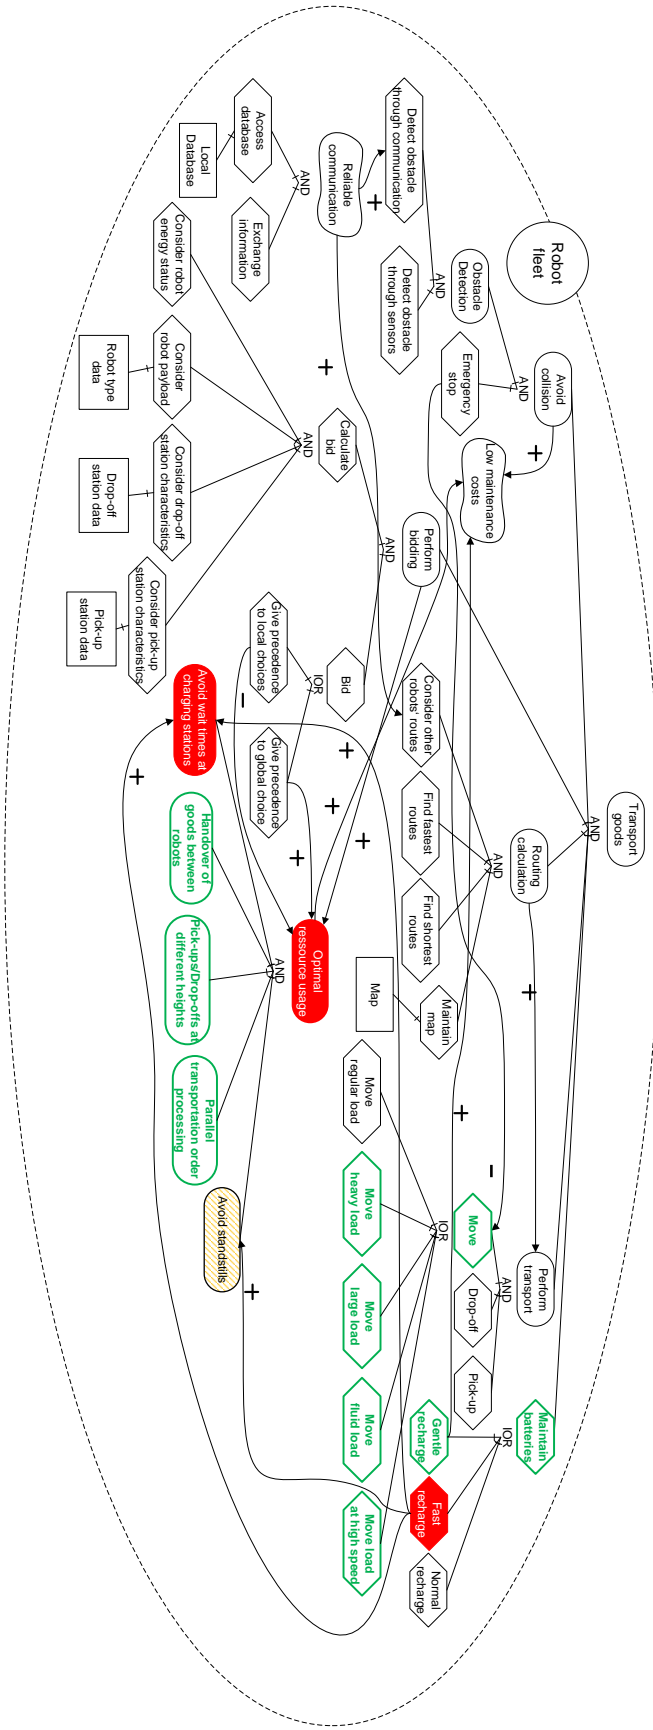 Robot
fleet
Transport
goods
AND
Avoid
collision
AND
Obstacle
Detection
Emergency
stop
AND
Detect obstacle
through communication
Detect obstacle
through sensors
+
Low maintenance
costs
Routing
calculation
+
Perform
transport
AND
Move
Drop-off
Pick-up
Maintain
batteries
IOR
Gentle
recharge
Fast
recharge
Normal
recharge
Perform
bidding
AND
AND
Consider other
robots' routes
Find fastest
routes
Find shortest
routes
Maintain
map
Map
+
–
IOR
Move
regular load
Move
heavy load
Move
large load
Move
fluid load
Move load
at high speed
Reliable
communication
+
+
AND
Access
database
Exchange
information
Local
Database
Calculate
bid
AND
Consider robot
energy status
Consider
robot payload
Consider drop-off
station characteristics
Consider pick-up
station characteristics
Robot type
data
Drop-off
station data
Pick-up
station data
Bid
IOR
Give precedence
to local choices
Give precedence
to global choice
+
+
+
+
–
Optimal
ressource usage
AND
Avoid wait times at
charging stations
Handover of
goods between
robots
Pick-ups/Drop-offs at
different heights
Parallel
transportation order
processing
Avoid standstills
+
+